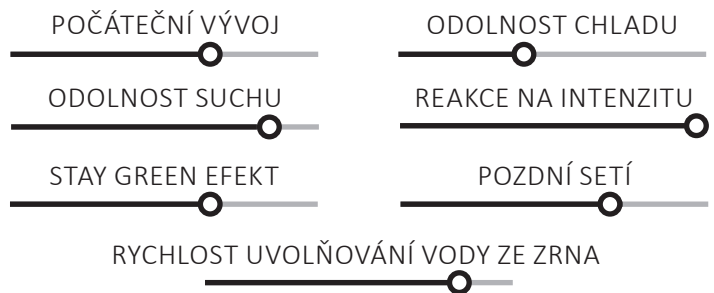 POČÁTEČNÍ VÝVOJ
ODOLNOST CHLADU
ODOLNOST SUCHU
REAKCE NA INTENZITU
STAY GREEN EFEKT
POZDNÍ SETÍ
RYCHLOST UVOLŇOVÁNÍ VODY ZE ZRNA